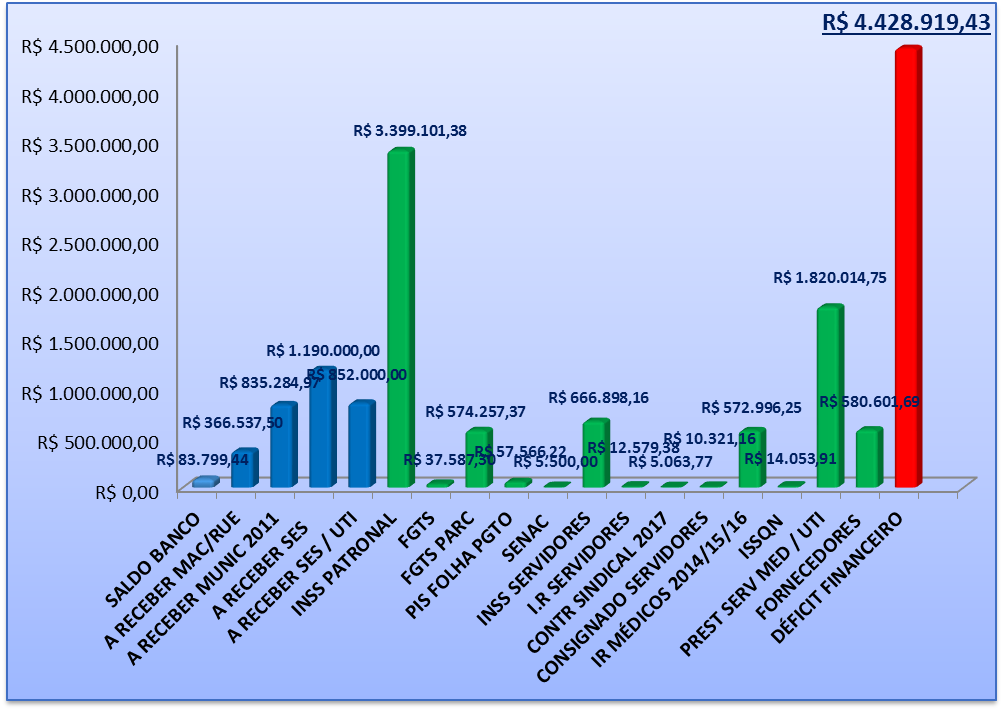 R$ 4.428.919,43
R$ 4.500.000,00
R$ 4.000.000,00
R$ 3.500.000,00
R$ 3.000.000,00
R$ 2.500.000,00
R$ 2.000.000,00
R$ 1.500.000,00
R$ 1.000.000,00
R$ 500.000,00
R$ 0,00
R$ 83.799,44
R$ 366.537,50
R$ 835.284,97
R$ 1.190.000,00
R$ 852.000,00
R$ 3.399.101,38
R$ 37.587,30
R$ 574.257,37
R$ 57.566,22
R$ 5.500,00
R$ 666.898,16
R$ 12.579,38
R$ 5.063,77
R$ 10.321,16
R$ 572.996,25
R$ 14.053,91
R$ 1.820.014,75
R$ 580.601,69
SALDO BANCO
A RECEBER MAC/RUE
A RECEBER MUNIC 2011
A RECEBER SES
A RECEBER SES / UTI
INSS PATRONAL
FGTS
FGTS PARC
PIS FOLHA PGTO
SENAC
INSS SERVIDORES
I.R SERVIDORES
CONTR SINDICAL 2017
CONSIGNADO SERVIDORES
IR MÉDICOS 2014/15/16
ISSQN
PREST SERV MED / UTI
FORNECEDORES
DÉFICIT FINANCEIRO